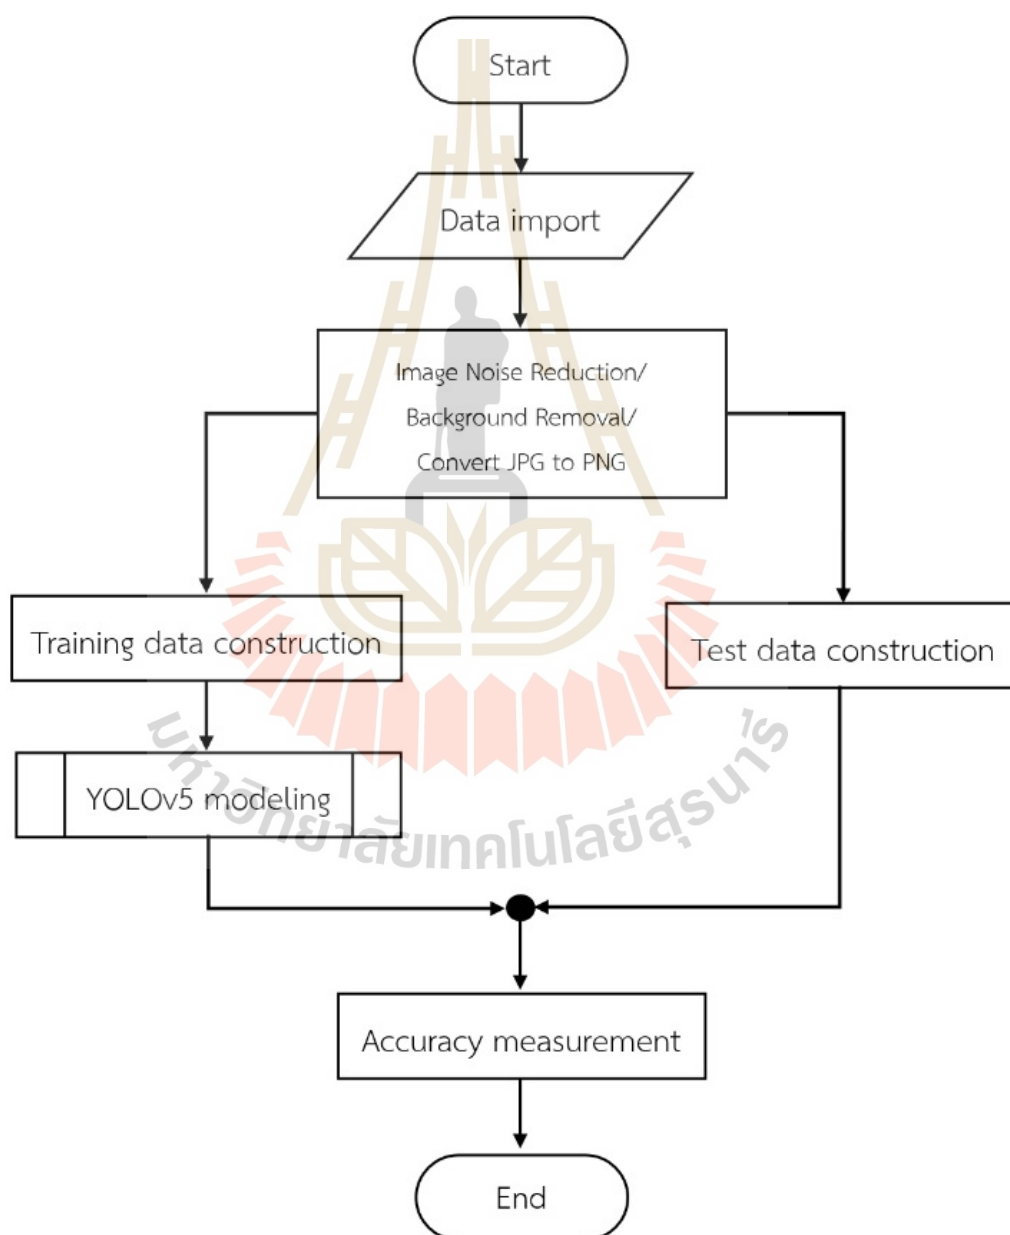 Start
Data import
Image Noise Reduction/
Background Removal/
Convert JPG to PNG
Training data construction
Test data construction
YOLOv5 modeling
มหาวิทยาลัยเทคโนโลยีสุรนารี
Accuracy measurement
End